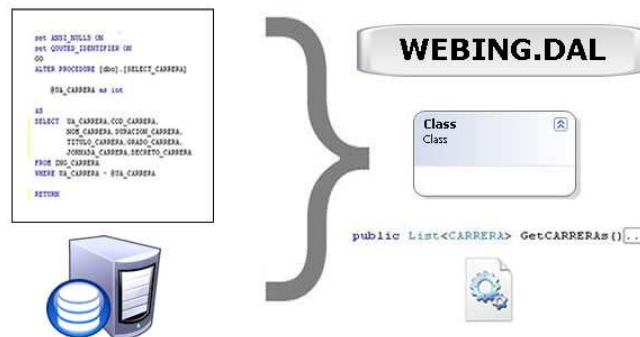 set ANSI_NULLS ON
set QUOTED_IDENTIFIER ON
GO
ALTER PROCEDURE [dbo].[SELECT_CARRERA]
@UA_CARRERA as int
AS
SELECT UA_CARRERA,COD_CARRERA,
NOM_CARRERA,DURACION_CARRERA,
TITULO_CARRERA,GRADO_CARRERA,
JORNADA_CARRERA,DECRETO_CARRERA
FROM ING_CARRERA
WHERE UA_CARRERA = @UA_CARRERA
RETURN
WEBING.DAL
Class
Class
public List<CARRERA> GetCARRERAs()...